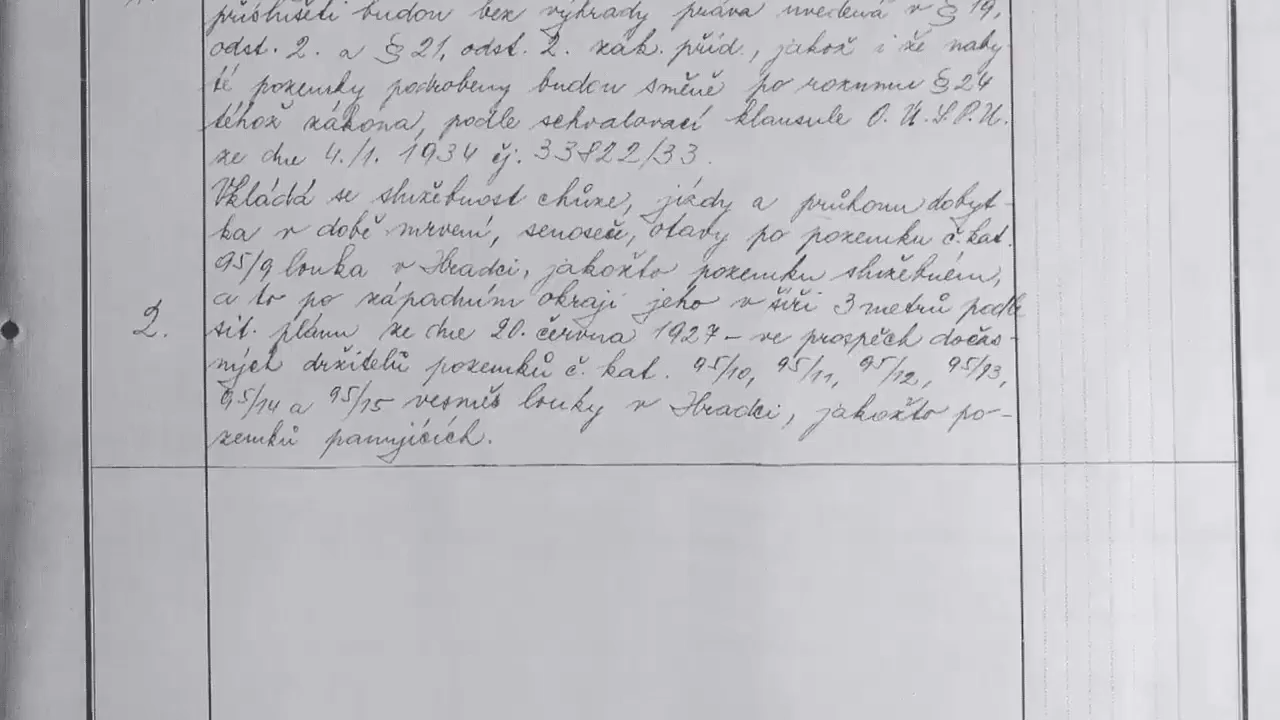 příslušeti budou bez výhrady práva uvedená v § 19,
odst. 2. a § 21, odst. 2. zák. příd., jakož i že naby-
té pozemky podrobeny budou směně po rozumu § 24
téhož zákona, podle schvalovací klausule O. Ú. S. P. Ú.
ze dne 4./1. 1934 čj. 33822/33.
Vkládá se služebnost chůze, jízdy a průhonu dobyt-
ka v době mrvení, senoseče, otavy po pozemku č. kat.
95/9 louka v Hradci, jakožto pozemku služebném,
a to po západním okraji jeho v šíři 3 metrů podle
2. sit. plánu ze dne 20. června 1927 – ve prospěch dočas-
ných držitelů pozemků č. kat. 95/10, 95/11, 95/12, 95/13,
95/14 a 95/15 vesměs louky v Hradci, jakožto po-
zemků panujících.